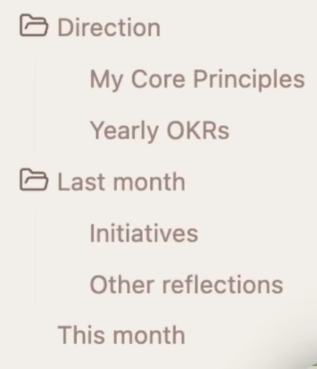 Direction
My Core Principles
Yearly OKRs
Last month
Initiatives
Other reflections
This month